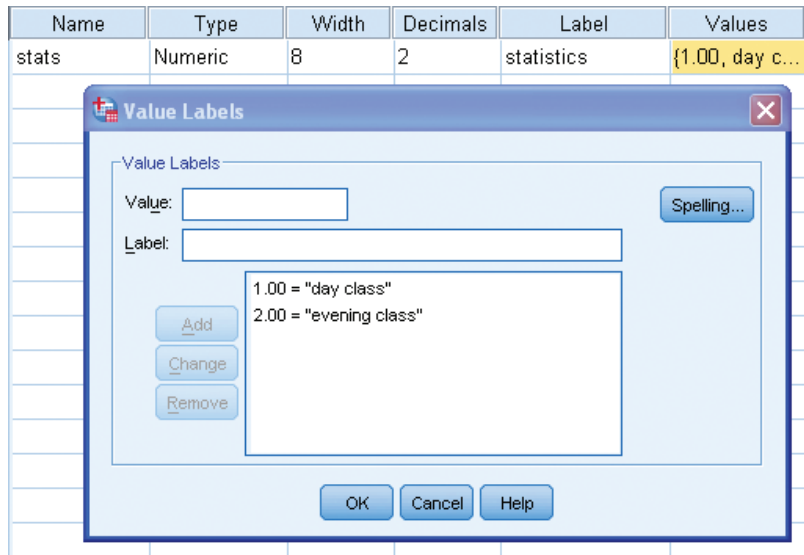 Name Type Width Decimals Label Values
stats Numeric 8 2 statistics {1.00, day c...
Value Labels
Value Labels
Value:
Spelling...
Label:
1.00 = "day class"
2.00 = "evening class"
Add
Change
Remove
OK Cancel Help